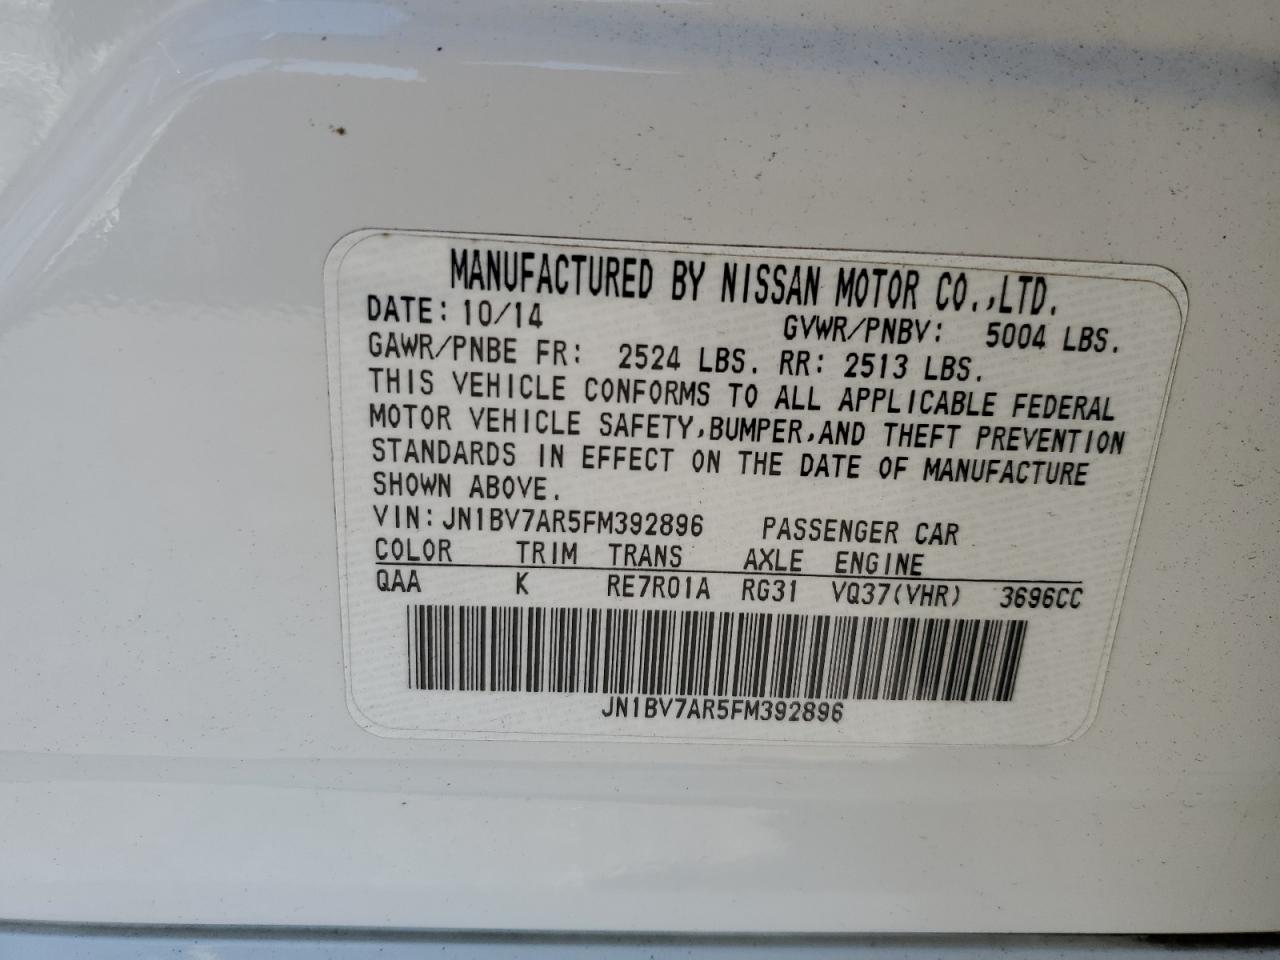 MANUFACTURED BY NISSAN MOTOR CO.,LTD.
DATE: 10/14 GVWR/PNBV: 5004 LBS.
GAWR/PNBE FR: 2524 LBS. RR: 2513 LBS.
THIS VEHICLE CONFORMS TO ALL APPLICABLE FEDERAL
MOTOR VEHICLE SAFETY,BUMPER,AND THEFT PREVENTION
STANDARDS IN EFFECT ON THE DATE OF MANUFACTURE
SHOWN ABOVE.
VIN: JN1BV7AR5FM392896 PASSENGER CAR
COLOR TRIM TRANS AXLE ENGINE
QAA K RE7R01A RG31 VQ37(VHR) 3696CC
JN1BV7AR5FM392896